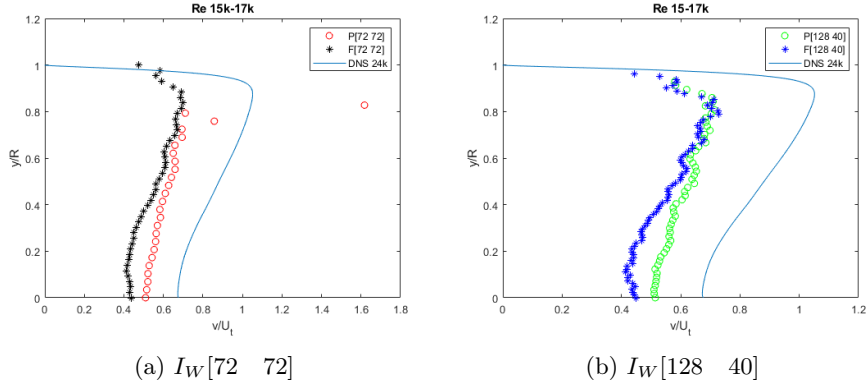 Re 15k-17k
P[72 72]
F[72 72]
DNS 24k
y/R
1.2
1
0.8
0.6
0.4
0.2
0
0 0.2 0.4 0.6 0.8 1 1.2 1.4 1.6 1.8
v/U_t
(a) I_W[72 72]
Re 15-17k
P[128 40]
F[128 40]
DNS 24k
y/R
1.2
1
0.8
0.6
0.4
0.2
0
0 0.2 0.4 0.6 0.8 1 1.2
v/U_t
(b) I_W[128 40]